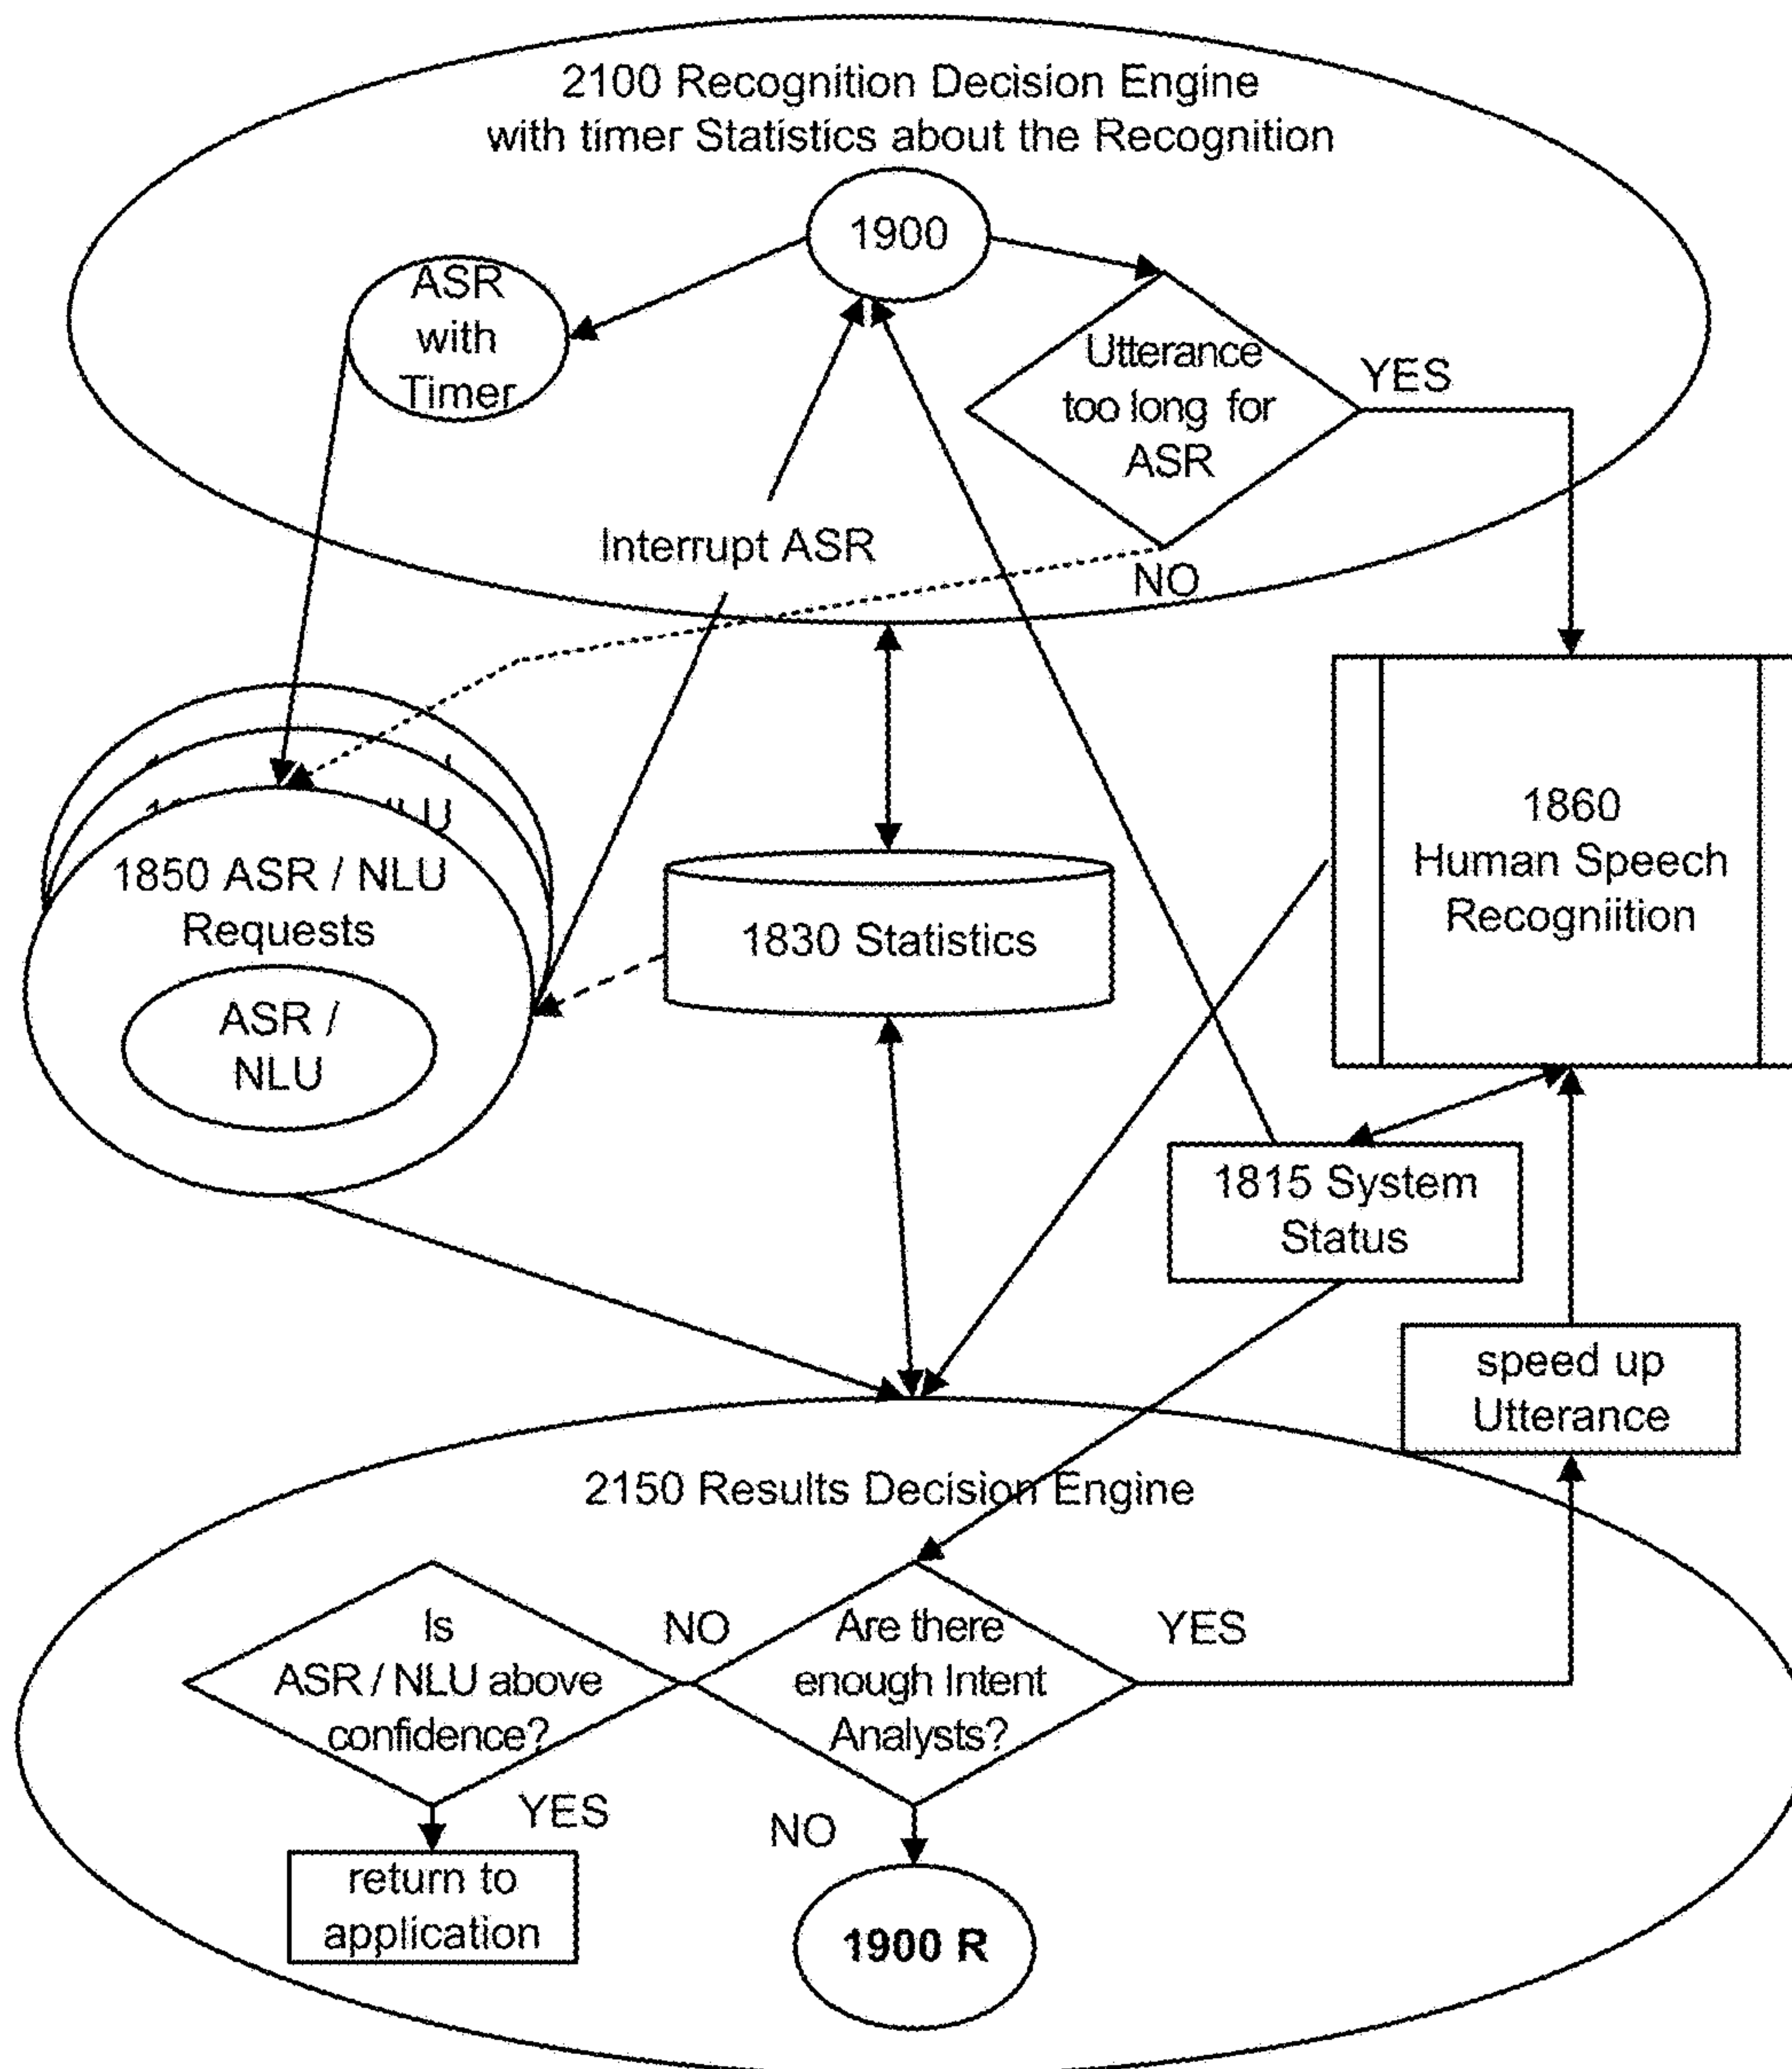 2100 Recognition Decision Engine
with timer Statistics about the Recognition
1900
ASR
with
Timer
Utterance
too long for
ASR
YES
Interrupt ASR
NO
NLU
1850 ASR / NLU
Requests
ASR /
NLU
1830 Statistics
1860
Human Speech
Recogniition
1815 System
Status
speed up
Utterance
2150 Results Decision Engine
Is
ASR / NLU above
confidence?
NO
Are there
enough Intent
Analysts?
YES
YES
NO
return to
application
1900 R